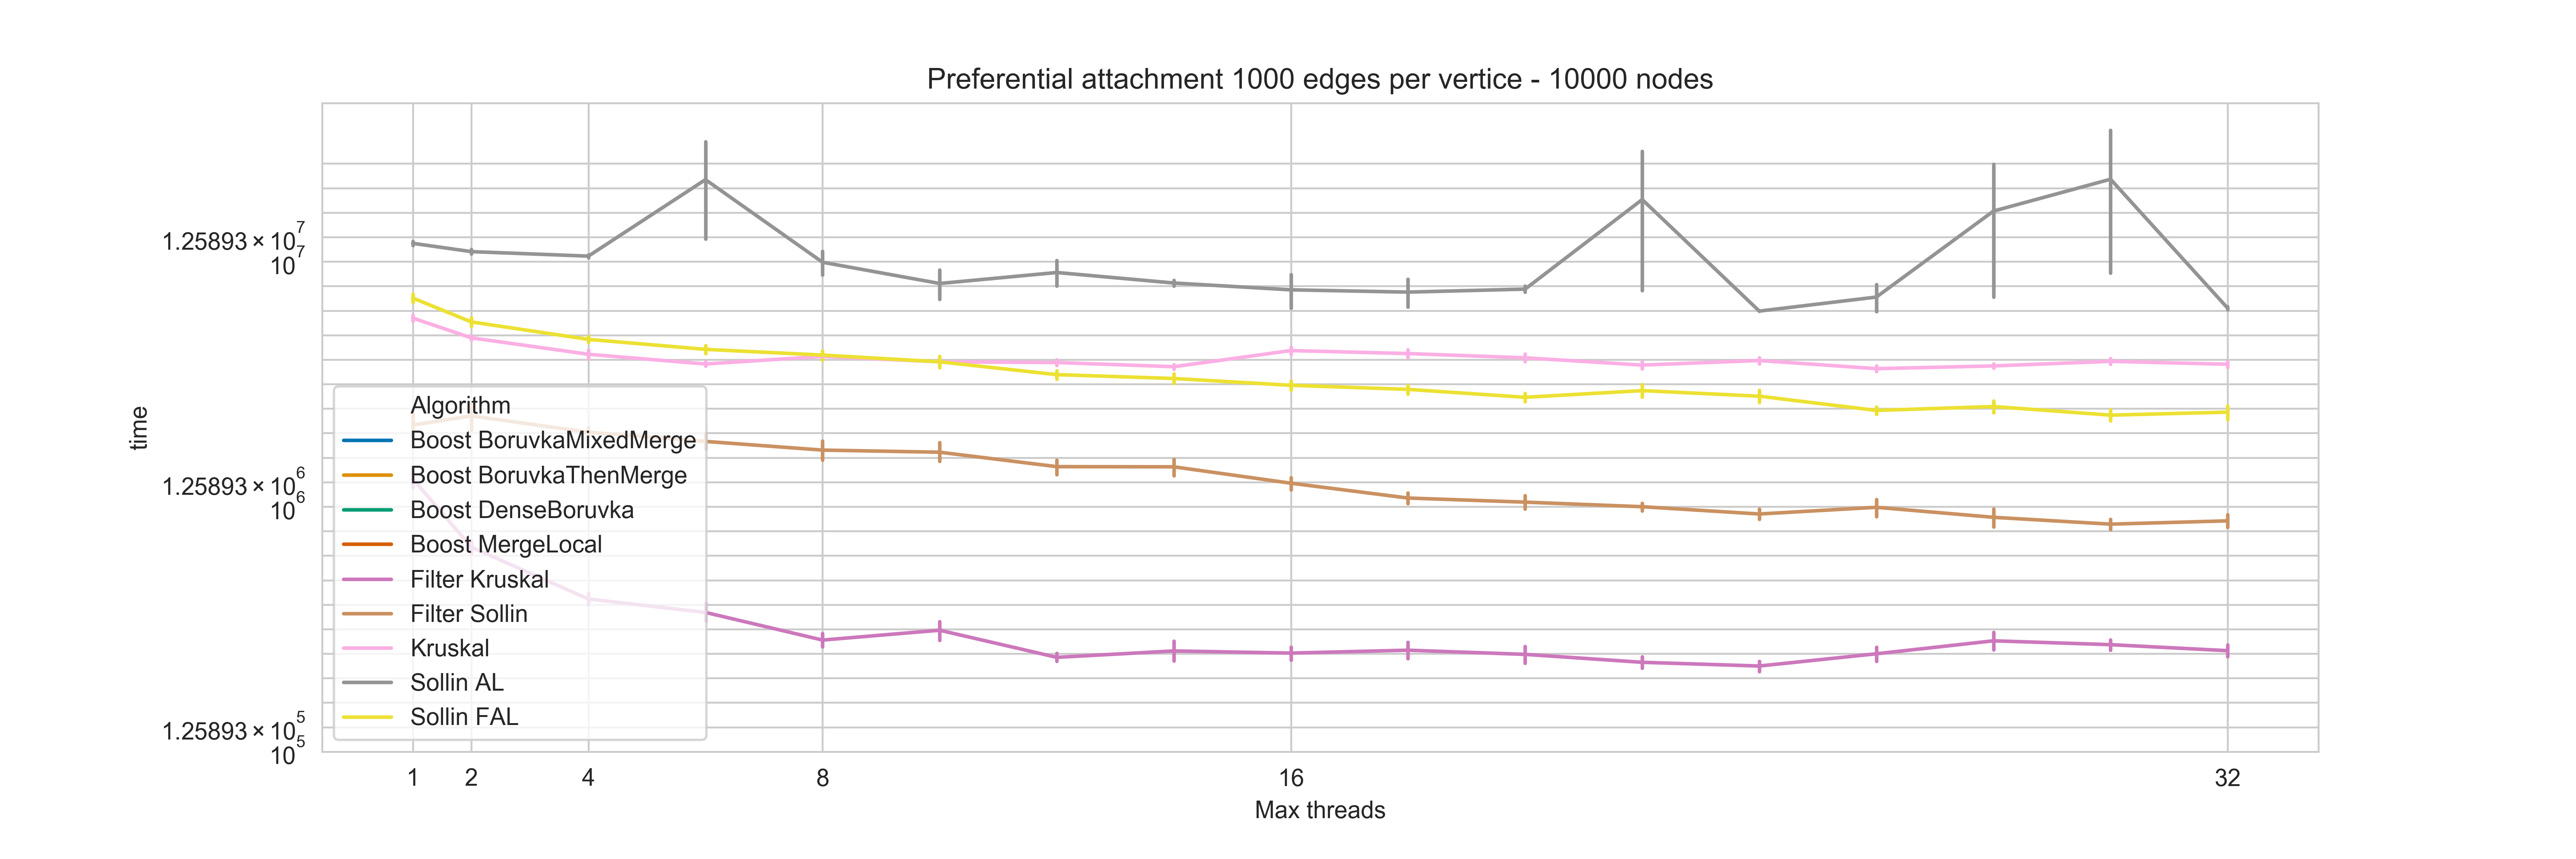 Preferential attachment 1000 edges per vertice - 10000 nodes
1.25893 × 10^7
10^7
1.25893 × 10^6
10^6
1.25893 × 10^5
10^5
time
Algorithm
Boost BoruvkaMixedMerge
Boost BoruvkaThenMerge
Boost DenseBoruvka
Boost MergeLocal
Filter Kruskal
Filter Sollin
Kruskal
Sollin AL
Sollin FAL
1 2 4 8 16 32
Max threads